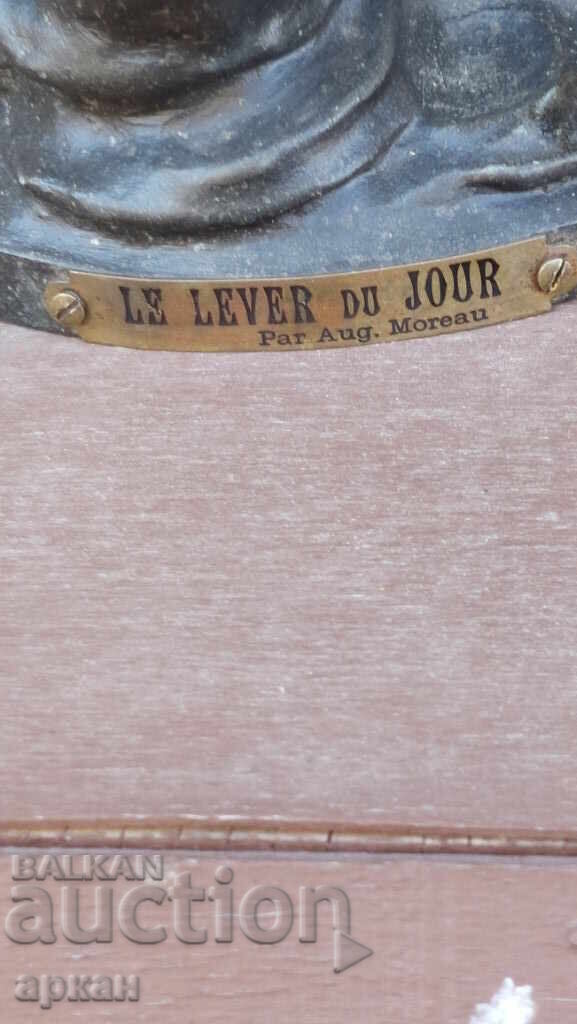 LE LEVER DU JOUR
Par Aug. Moreau
BALKAN
auction
аркан